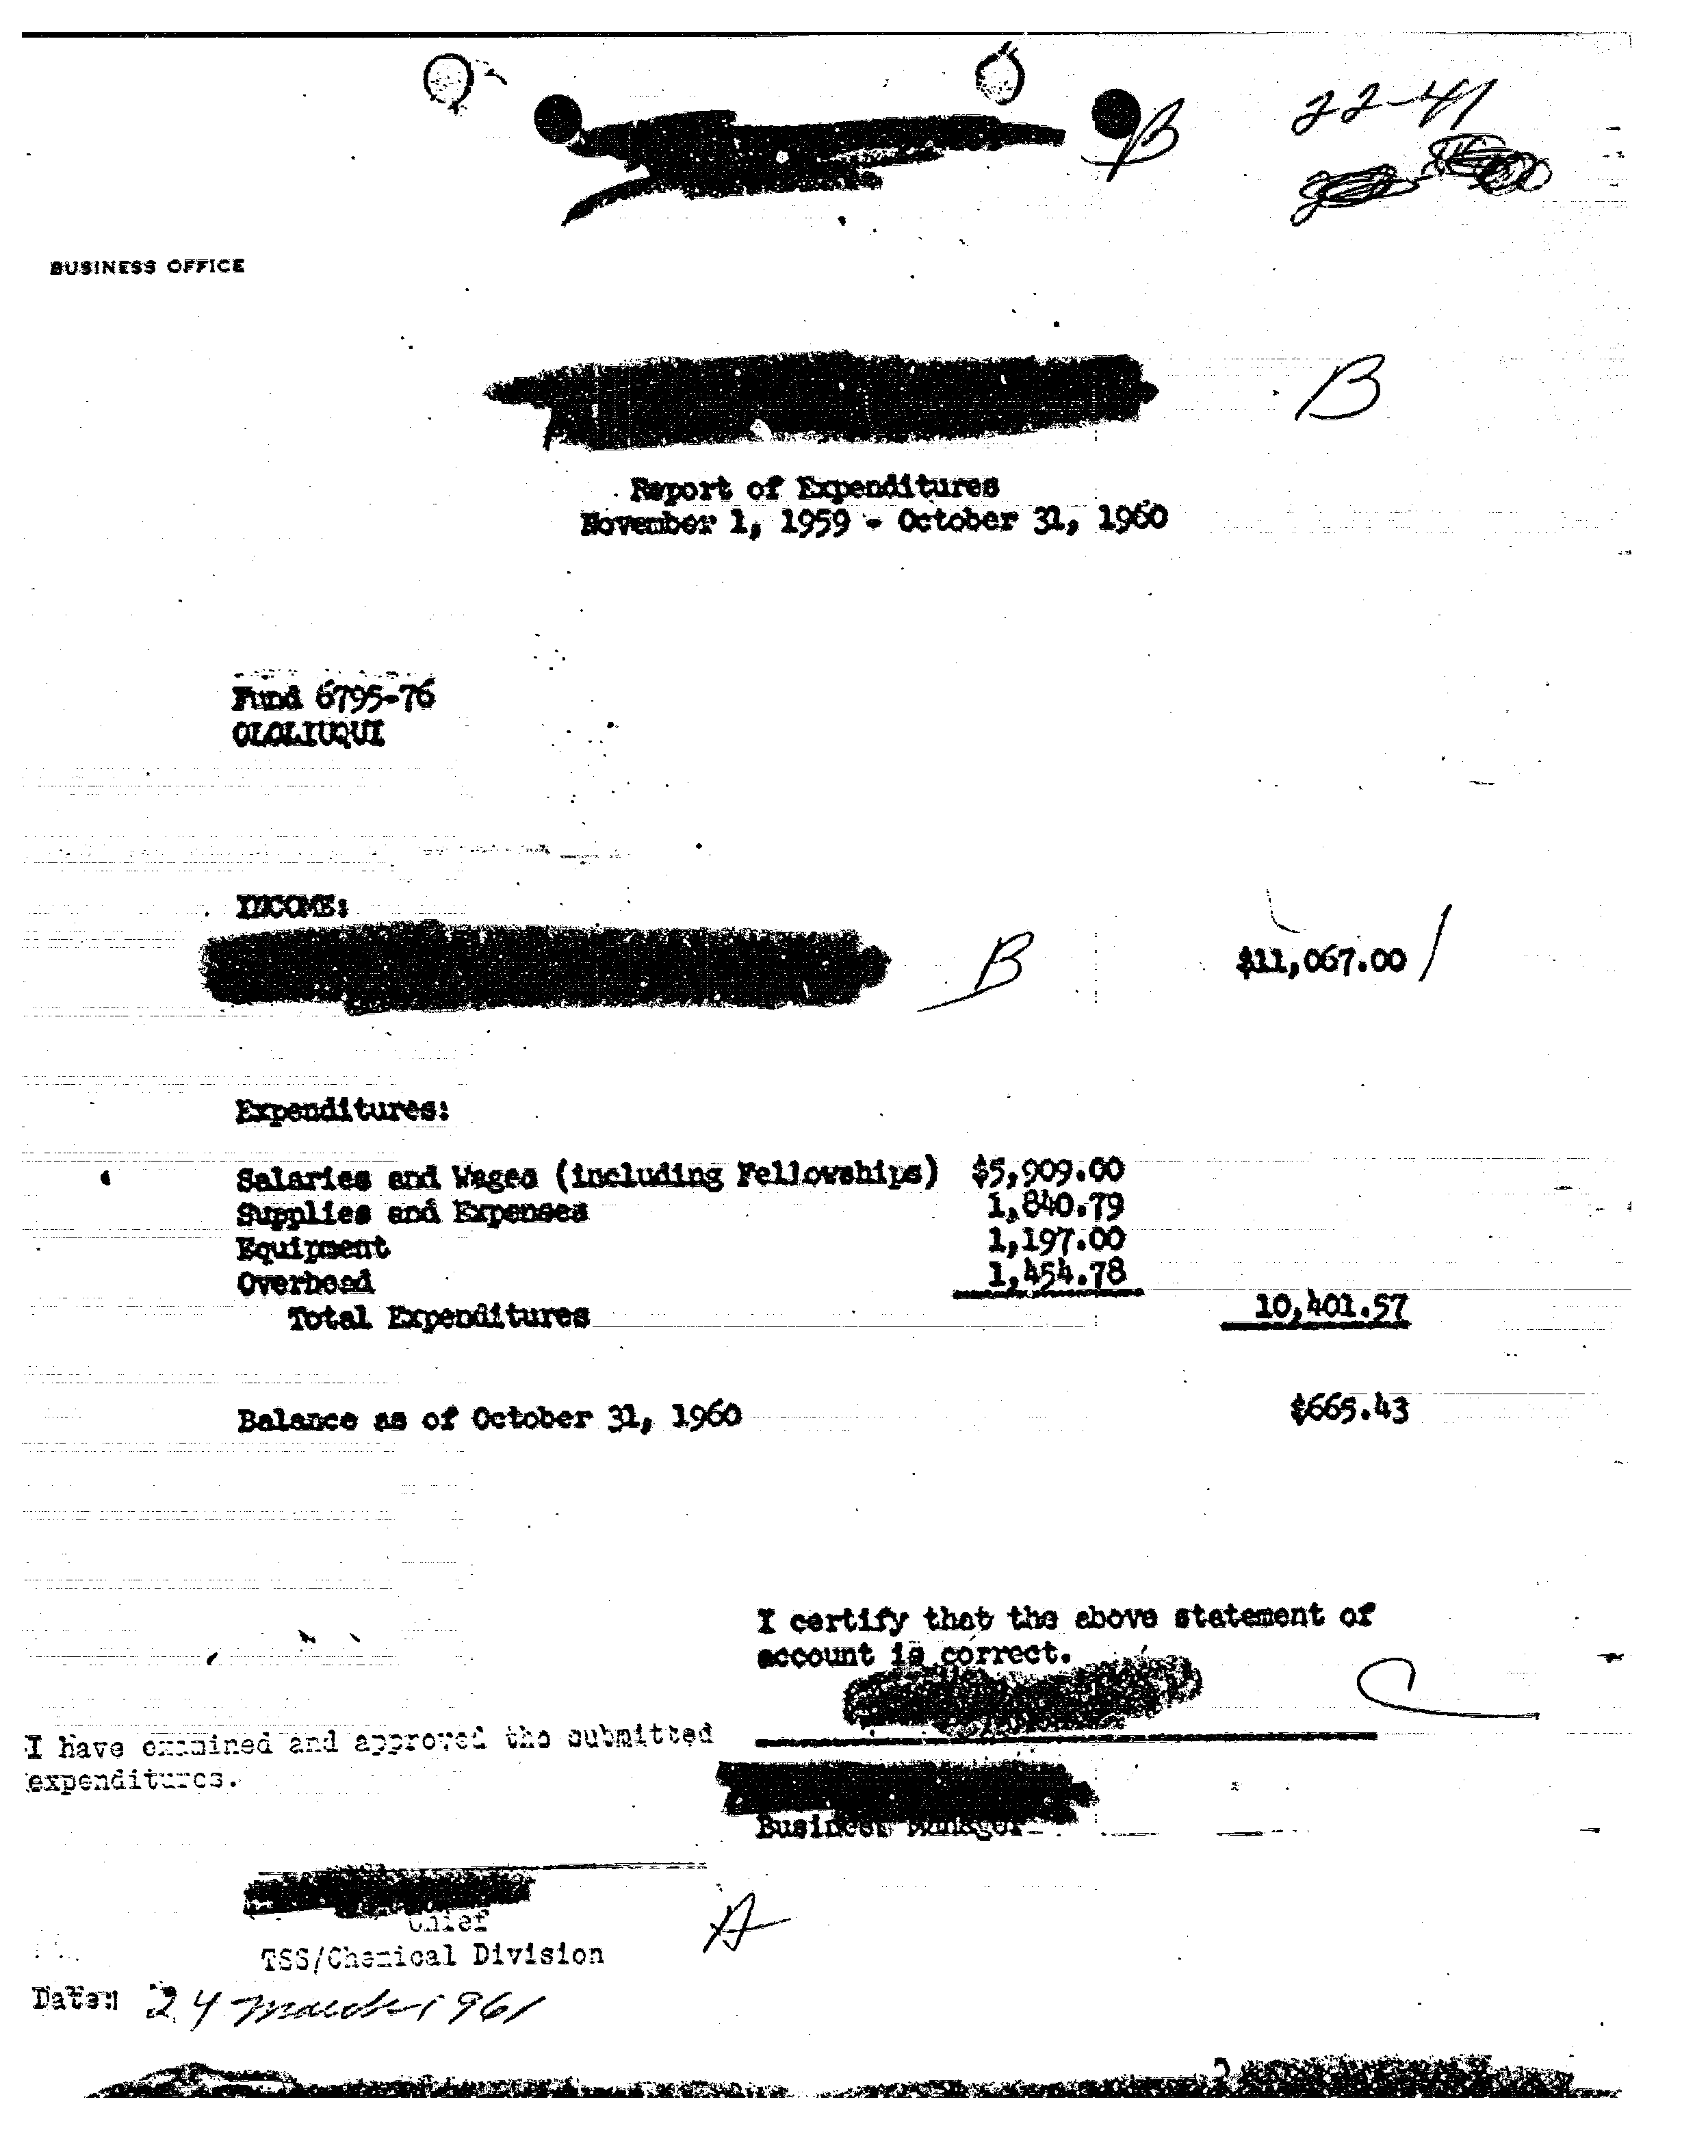 22-41
B
BUSINESS OFFICE
B
Report of Expenditures
November 1, 1959 - October 31, 1960
Fund 6795-76
OLOLIUQUI
INCOME:
B $11,067.00
Expenditures:
Salaries and Wages (including Fellowships) $5,909.00
Supplies and Expenses 1,840.79
Equipment 1,197.00
Overhead 1,454.78
Total Expenditures 10,401.57
Balance as of October 31, 1960 $665.43
I certify that the above statement of
account is correct.
C
I have examined and approved the submitted
expenditures.
Business Manager
Chief
A
TSS/Chemical Division
Date: 24 March 1961